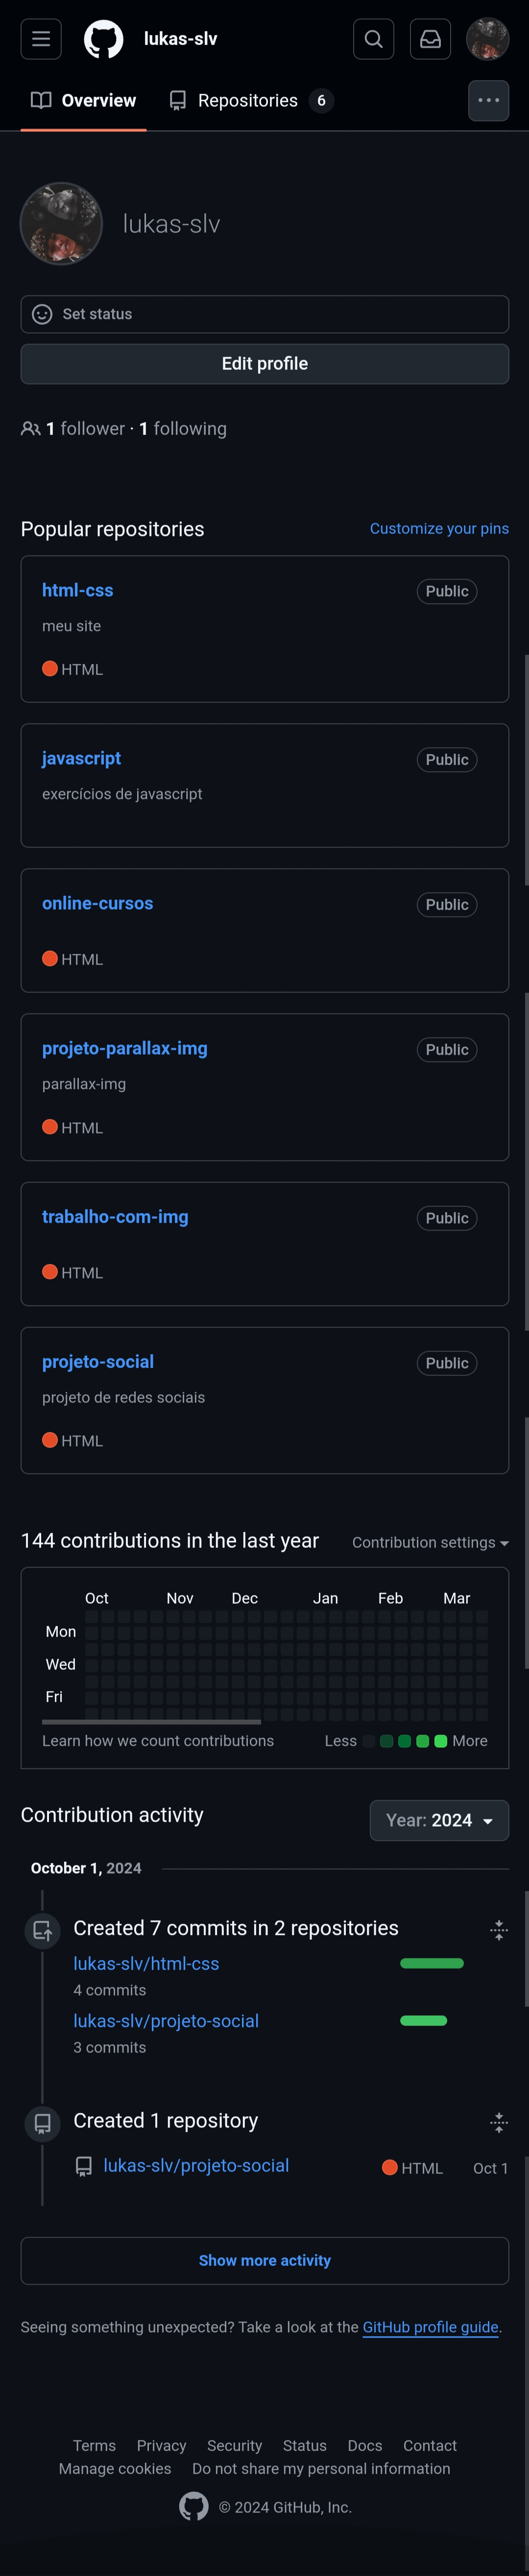 lukas-slv
Overview
Repositories 6
lukas-slv
Set status
Edit profile
1 follower · 1 following
Popular repositories Customize your pins
html-css Public
meu site
HTML
javascript Public
exercícios de javascript
online-cursos Public
HTML
projeto-parallax-img Public
parallax-img
HTML
trabalho-com-img Public
HTML
projeto-social Public
projeto de redes sociais
HTML
144 contributions in the last year Contribution settings
Oct Nov Dec Jan Feb Mar
Mon
Wed
Fri
Learn how we count contributions Less More
Contribution activity Year: 2024
October 1, 2024
Created 7 commits in 2 repositories
lukas-slv/html-css
4 commits
lukas-slv/projeto-social
3 commits
Created 1 repository
lukas-slv/projeto-social HTML Oct 1
Show more activity
Seeing something unexpected? Take a look at the GitHub profile guide.
Terms Privacy Security Status Docs Contact
Manage cookies Do not share my personal information
© 2024 GitHub, Inc.